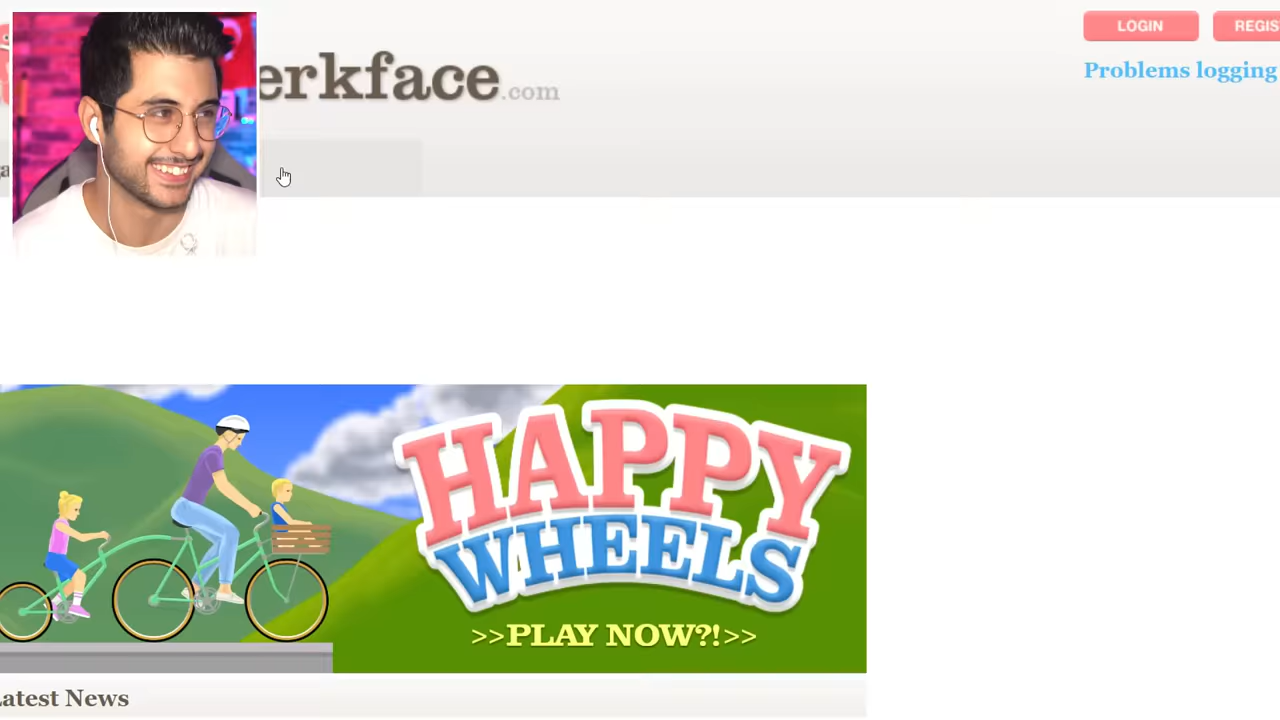 LOGIN
REGIS
erkface.com
Problems logging
HAPPY
WHEELS
>>PLAY NOW?!>>
atest News